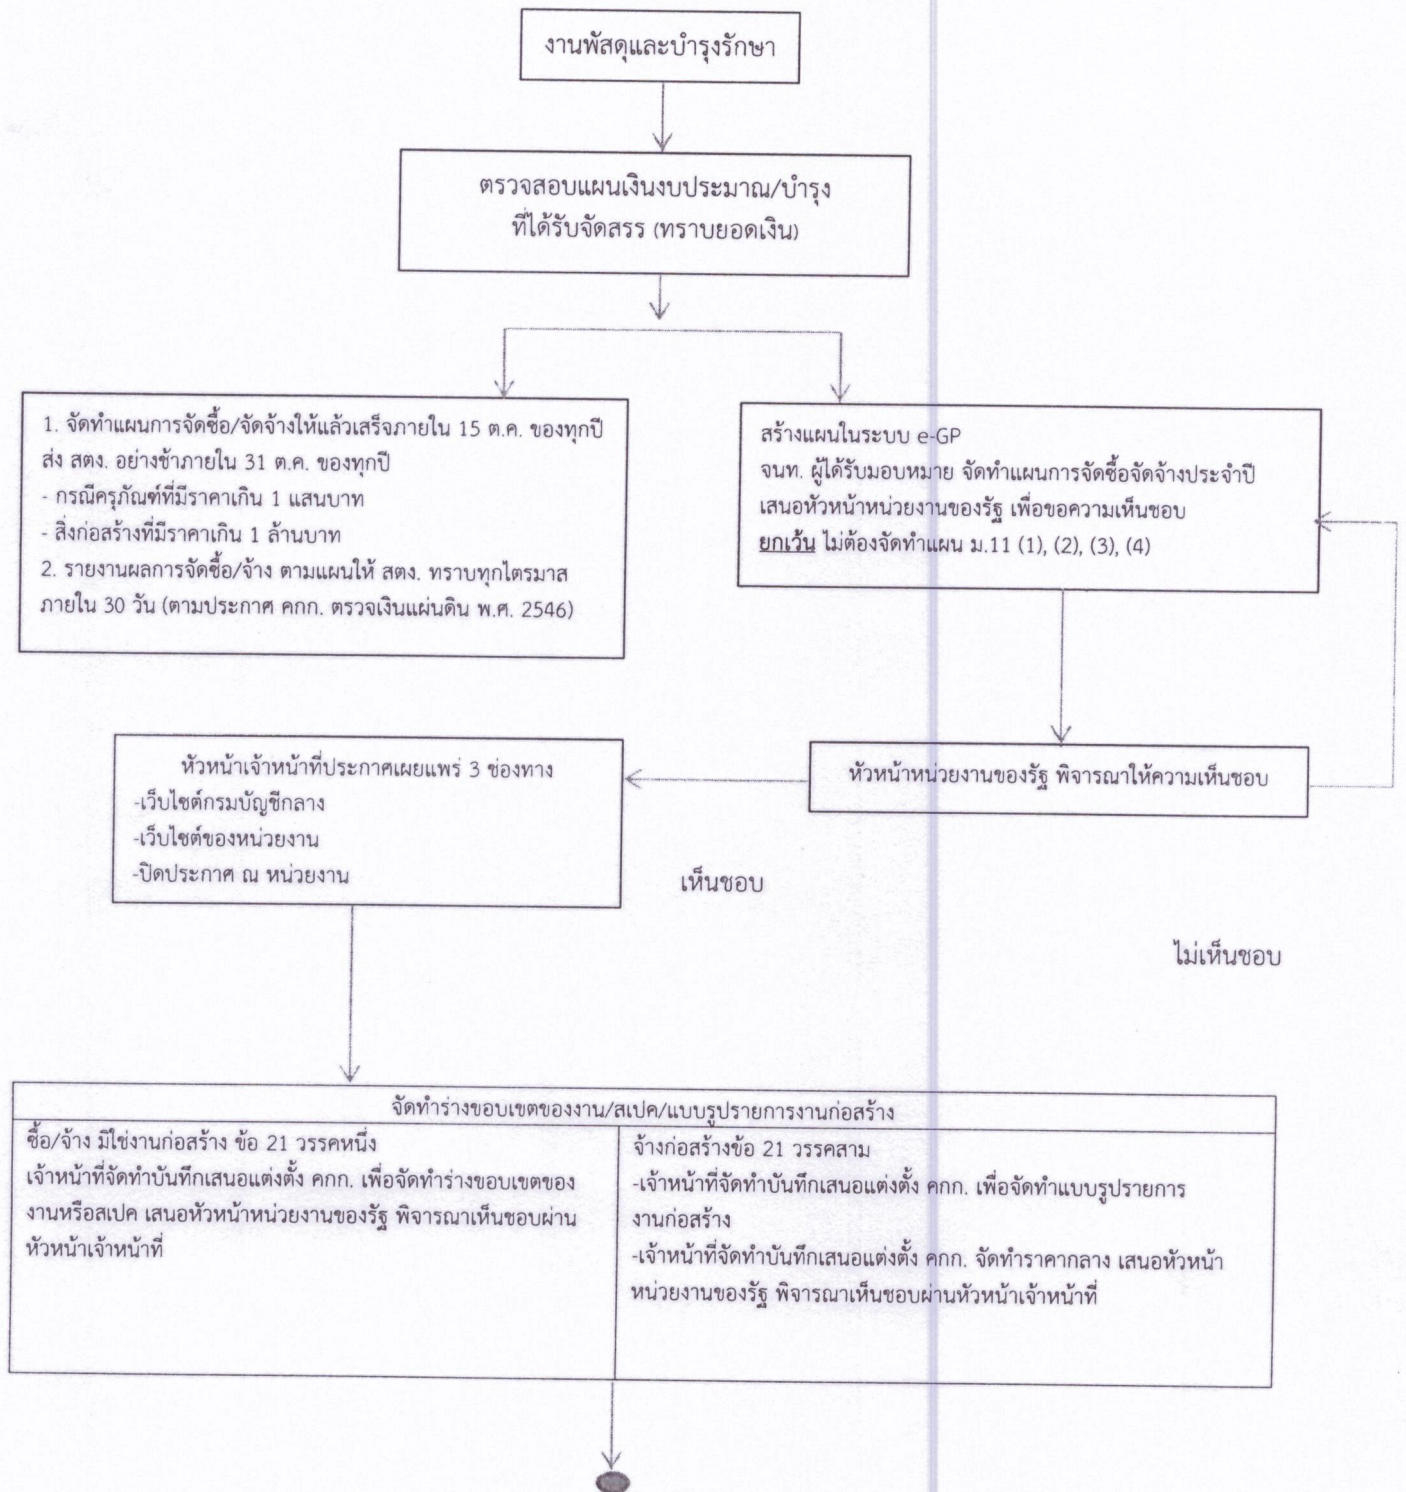 งานพัสดุและบำรุงรักษา
ตรวจสอบแผนเงินงบประมาณ/บำรุง
ที่ได้รับจัดสรร (ทราบยอดเงิน)
1. จัดทำแผนการจัดซื้อ/จัดจ้างให้แล้วเสร็จภายใน 15 ต.ค. ของทุกปี
ส่ง สตง. อย่างช้าภายใน 31 ต.ค. ของทุกปี
- กรณีครุภัณฑ์ที่มีราคาเกิน 1 แสนบาท
- สิ่งก่อสร้างที่มีราคาเกิน 1 ล้านบาท
2. รายงานผลการจัดซื้อ/จ้าง ตามแผนให้ สตง. ทราบทุกไตรมาส
ภายใน 30 วัน (ตามประกาศ คกก. ตรวจเงินแผ่นดิน พ.ศ. 2546)
สร้างแผนในระบบ e-GP
จนท. ผู้ได้รับมอบหมาย จัดทำแผนการจัดซื้อจัดจ้างประจำปี
เสนอหัวหน้าหน่วยงานของรัฐ เพื่อขอความเห็นชอบ
ยกเว้น ไม่ต้องจัดทำแผน ม.11 (1), (2), (3), (4)
หัวหน้าเจ้าหน้าที่ประกาศเผยแพร่ 3 ช่องทาง
-เว็บไซต์กรมบัญชีกลาง
-เว็บไซต์ของหน่วยงาน
-ปิดประกาศ ณ หน่วยงาน
หัวหน้าหน่วยงานของรัฐ พิจารณาให้ความเห็นชอบ
เห็นชอบ
ไม่เห็นชอบ
จัดทำร่างขอบเขตของงาน/สเปค/แบบรูปรายการงานก่อสร้าง
ซื้อ/จ้าง มิใช่งานก่อสร้าง ข้อ 21 วรรคหนึ่ง
เจ้าหน้าที่จัดทำบันทึกเสนอแต่งตั้ง คกก. เพื่อจัดทำร่างขอบเขตของ
งานหรือสเปค เสนอหัวหน้าหน่วยงานของรัฐ พิจารณาเห็นชอบผ่าน
หัวหน้าเจ้าหน้าที่
จ้างก่อสร้างข้อ 21 วรรคสาม
-เจ้าหน้าที่จัดทำบันทึกเสนอแต่งตั้ง คกก. เพื่อจัดทำแบบรูปรายการ
งานก่อสร้าง
-เจ้าหน้าที่จัดทำบันทึกเสนอแต่งตั้ง คกก. จัดทำราคากลาง เสนอหัวหน้า
หน่วยงานของรัฐ พิจารณาเห็นชอบผ่านหัวหน้าเจ้าหน้าที่